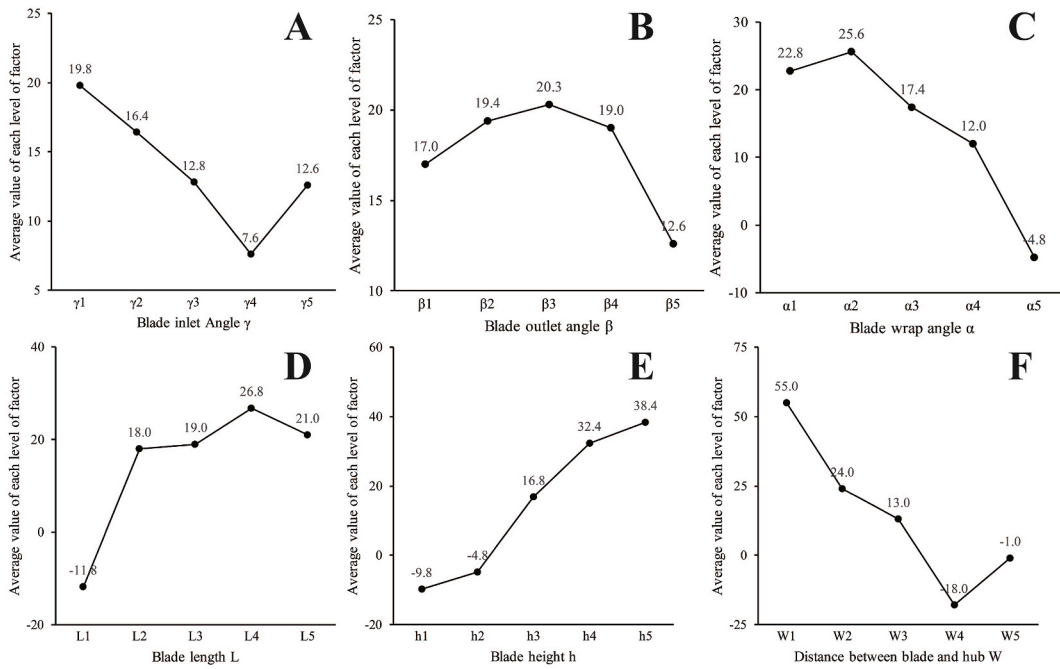 A
Average value of each level of factor
25
20
15
10
5
19.8
16.4
12.8
7.6
12.6
γ1 γ2 γ3 γ4 γ5
Blade inlet Angle γ
B
Average value of each level of factor
25
20
15
10
17.0
19.4
20.3
19.0
12.6
β1 β2 β3 β4 β5
Blade outlet angle β
C
Average value of each level of factor
30
20
10
0
-10
22.8
25.6
17.4
12.0
-4.8
α1 α2 α3 α4 α5
Blade wrap angle α
D
Average value of each level of factor
40
20
0
-20
-11.8
18.0
19.0
26.8
21.0
L1 L2 L3 L4 L5
Blade length L
E
Average value of each level of factor
60
40
20
0
-20
-9.8
-4.8
16.8
32.4
38.4
h1 h2 h3 h4 h5
Blade height h
F
Average value of each level of factor
75
50
25
0
-25
55.0
24.0
13.0
-18.0
-1.0
W1 W2 W3 W4 W5
Distance between blade and hub W